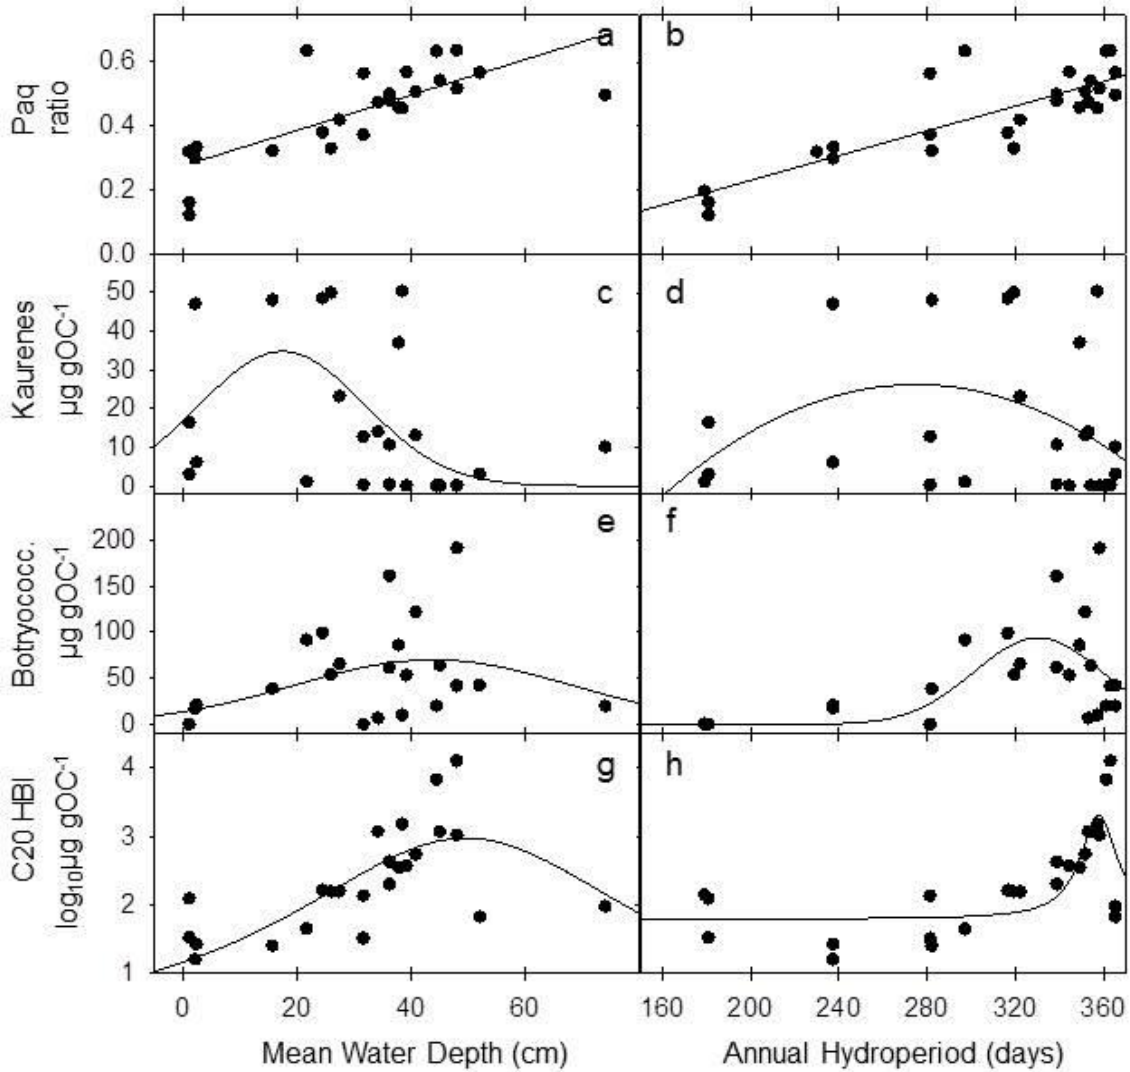 Paq
ratio
0.6
0.4
0.2
0.0
a
b
Kaurenes
µg gOC⁻¹
50
40
30
20
10
0
c
d
Botryococc.
µg gOC⁻¹
200
150
100
50
0
e
f
C20 HBI
log₁₀µg gOC⁻¹
4
3
2
1
g
h
0 20 40 60
160 200 240 280 320 360
Mean Water Depth (cm)
Annual Hydroperiod (days)